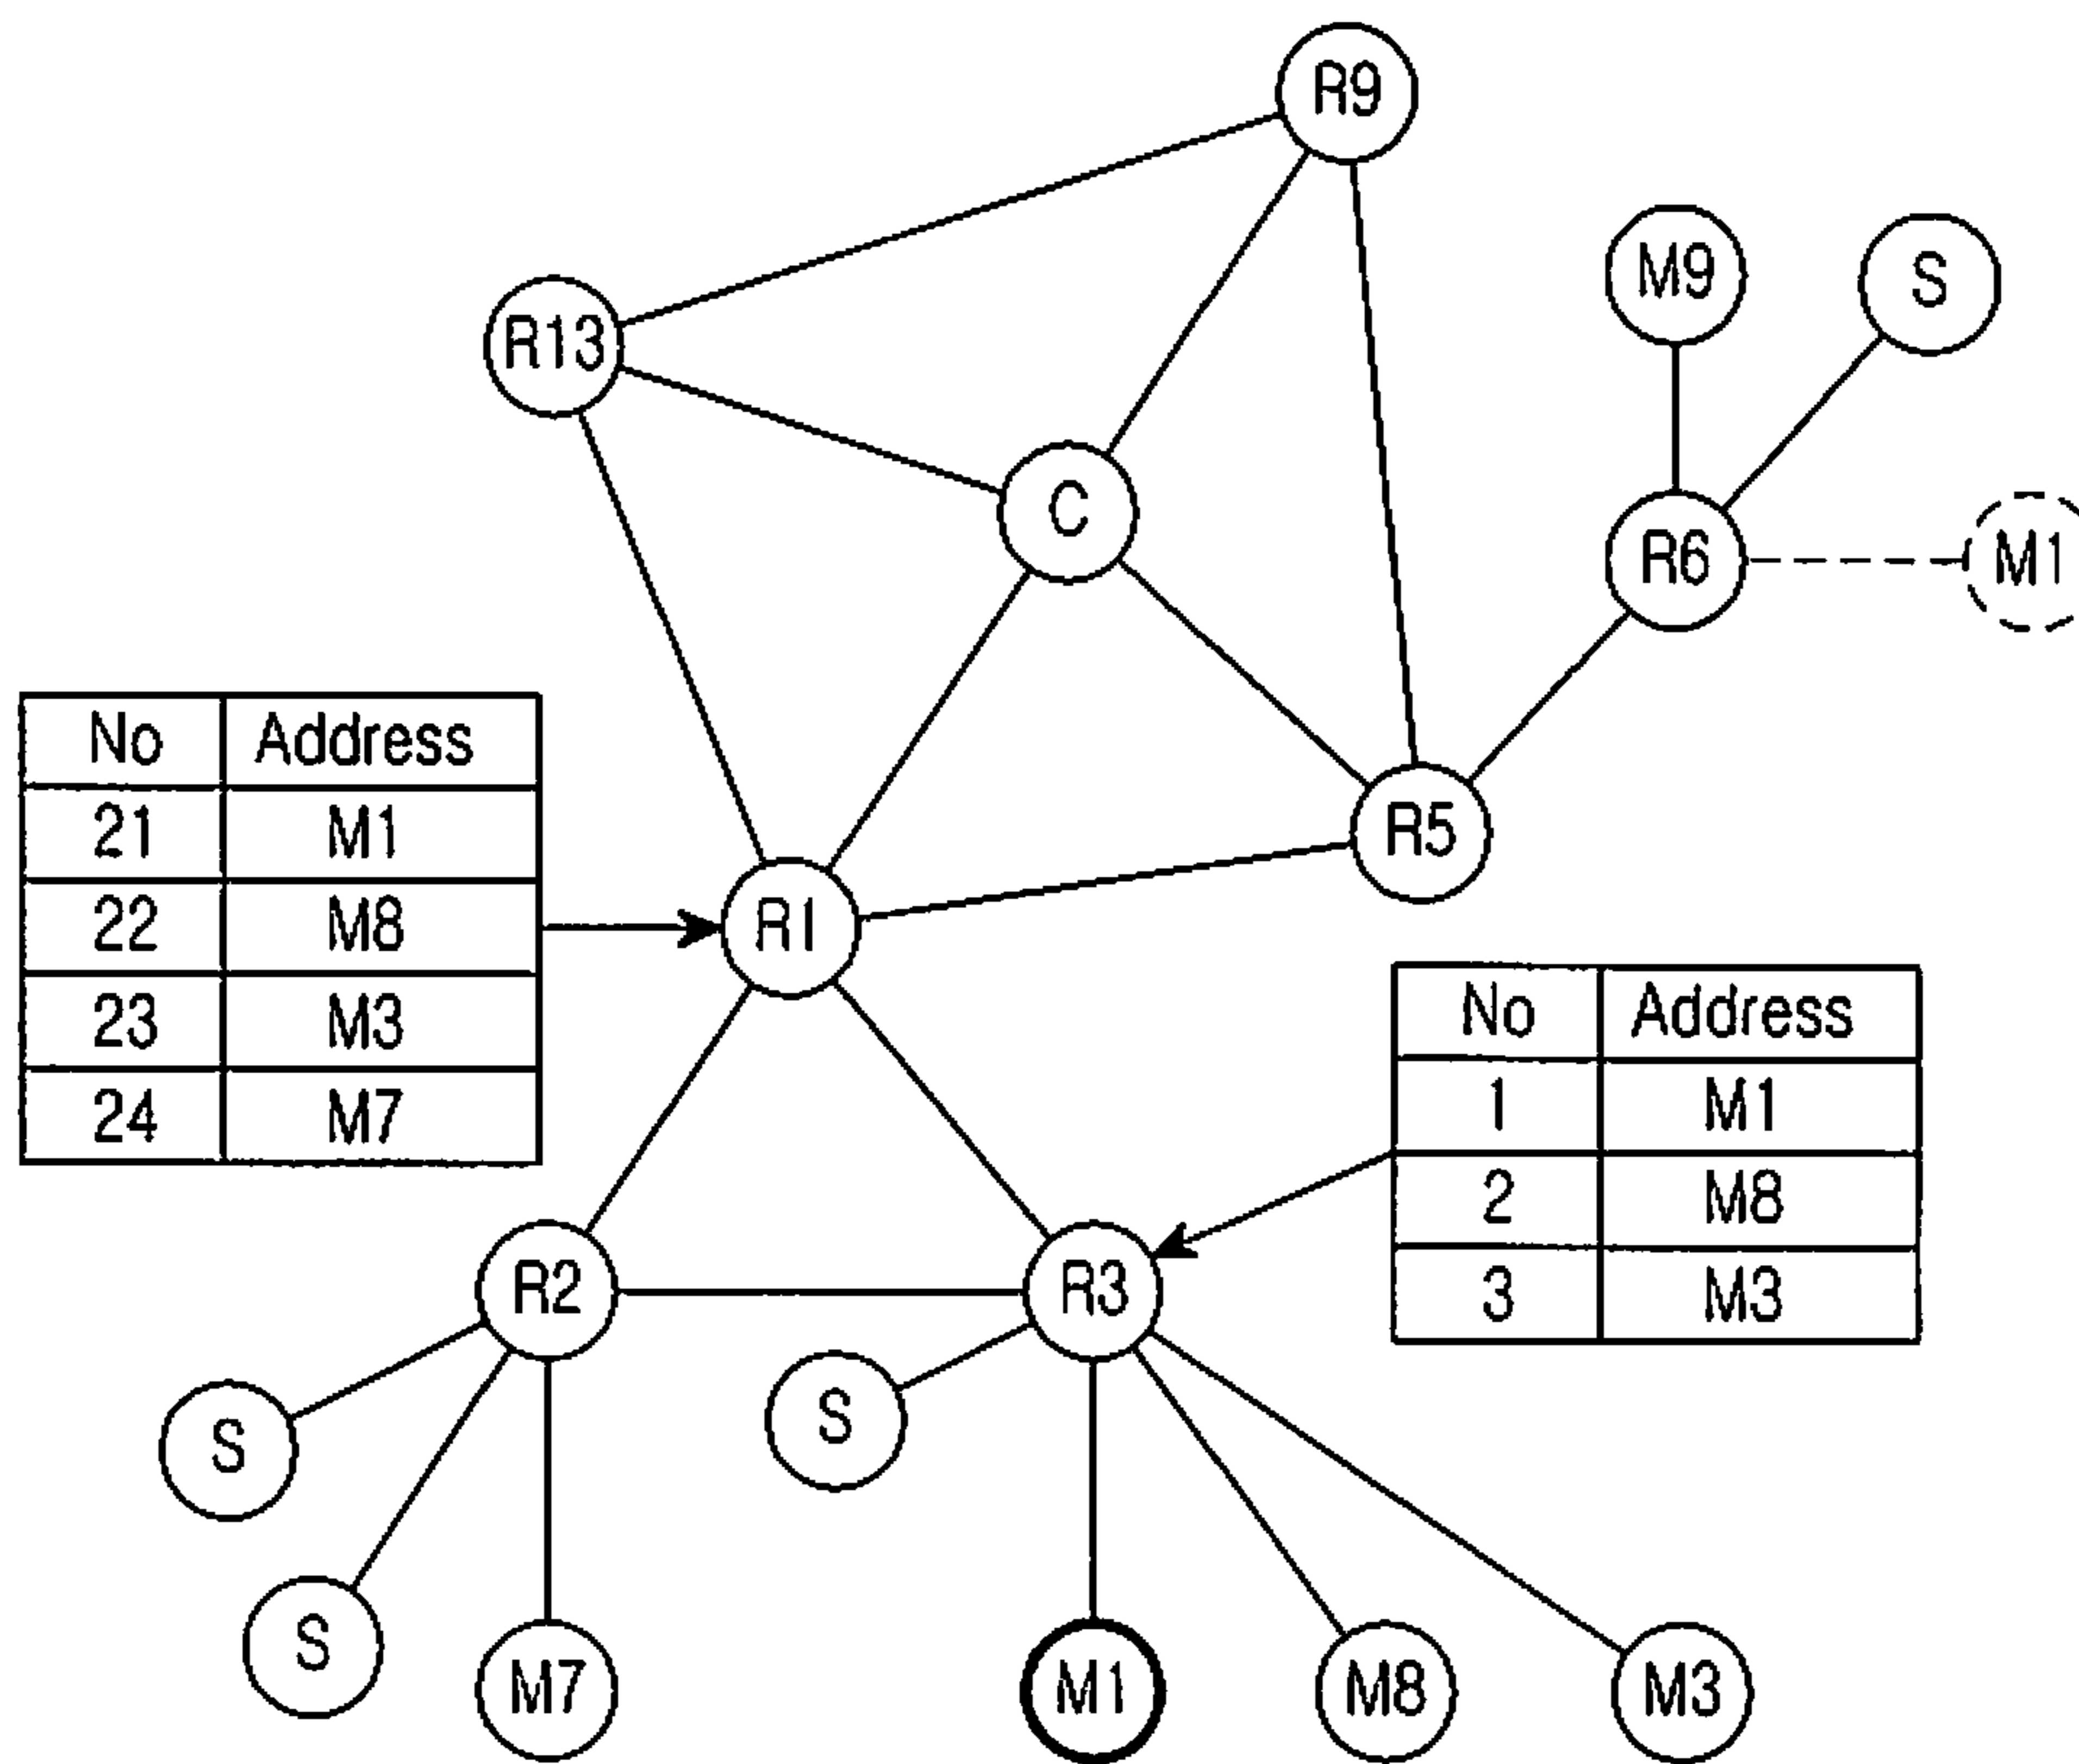 R9
M9
S
R13
C
R6
M1
No Address
21 M1
22 M8
23 M3
24 M7
R5
R1
No Address
1 M1
2 M8
3 M3
R2
R3
S
S
S
M7
M1
M8
M3